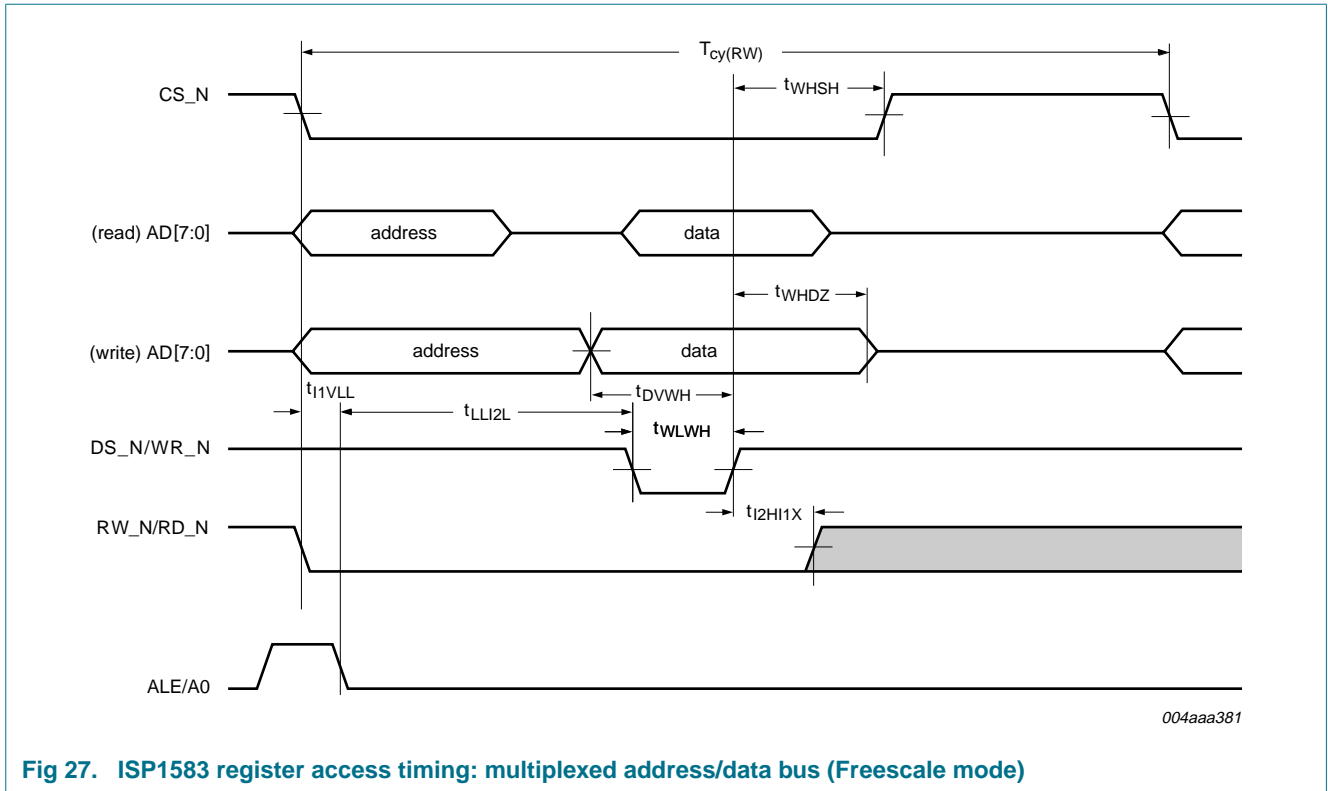 Tcy(RW)
CS_N
tWHSH
(read) AD[7:0]
address
data
tWHDZ
(write) AD[7:0]
address
data
tI1VLL
tDVWH
tLLI2L
tWLWH
DS_N/WR_N
RW_N/RD_N
tI2HI1X
ALE/A0
004aaa381
Fig 27. ISP1583 register access timing: multiplexed address/data bus (Freescale mode)